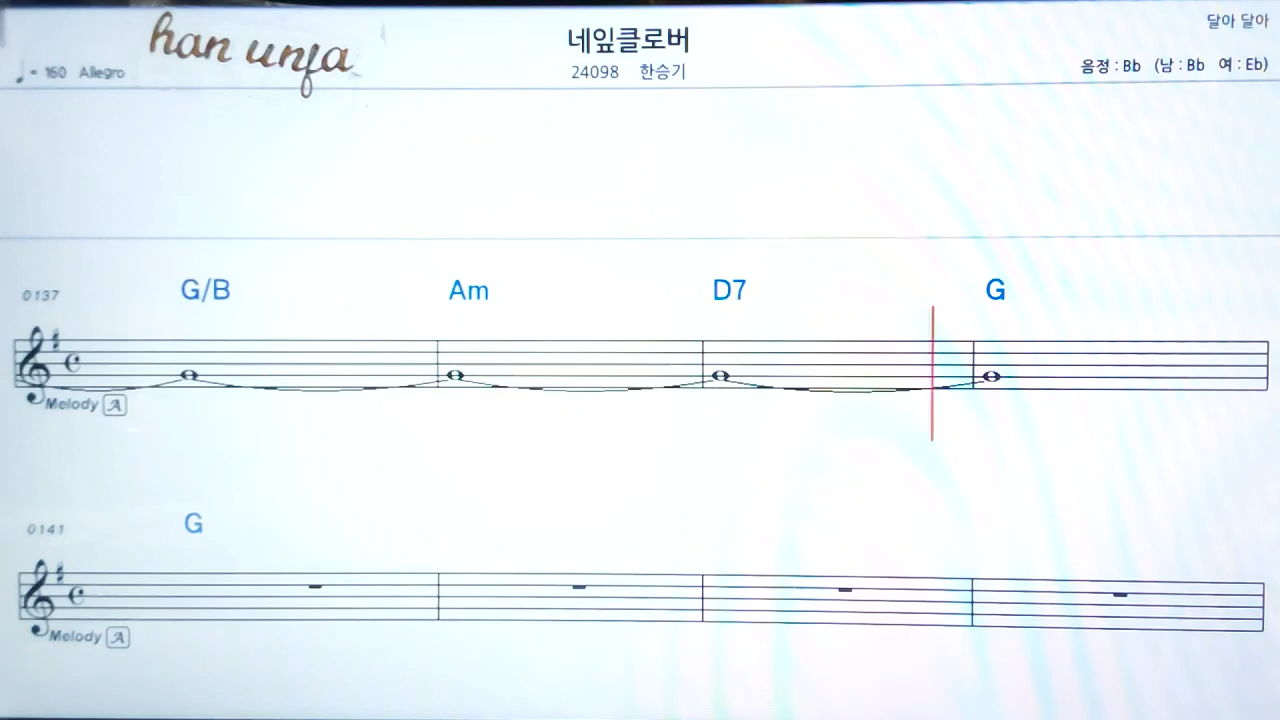 han unfa
네잎클로버
달아 달아
♩= 160 Allegro
24098 한승기
음정 : Bb (남 : Bb 여 : Eb)
0137 G/B Am D7 G
Melody A
0141 G
Melody A